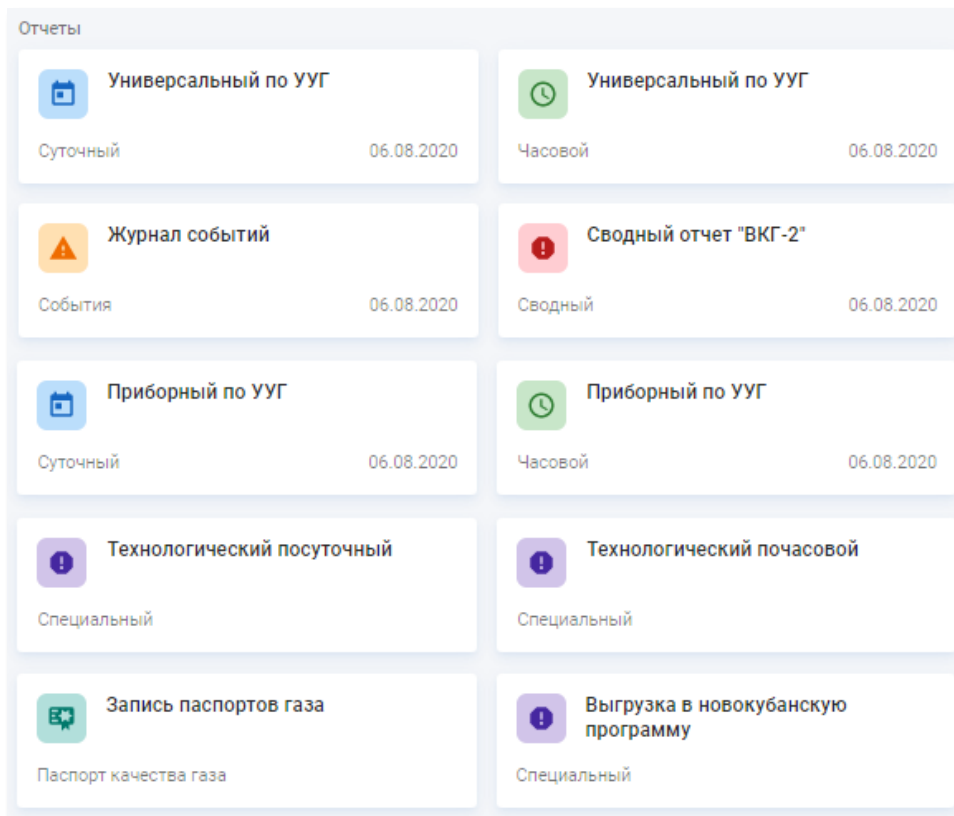 Отчеты
Универсальный по УУГ
Суточный 06.08.2020
Универсальный по УУГ
Часовой 06.08.2020
Журнал событий
События 06.08.2020
Сводный отчет "ВКГ-2"
Сводный 06.08.2020
Приборный по УУГ
Суточный 06.08.2020
Приборный по УУГ
Часовой 06.08.2020
Технологический посуточный
Специальный
Технологический почасовой
Специальный
Запись паспортов газа
Паспорт качества газа
Выгрузка в новокубанскую
программу
Специальный